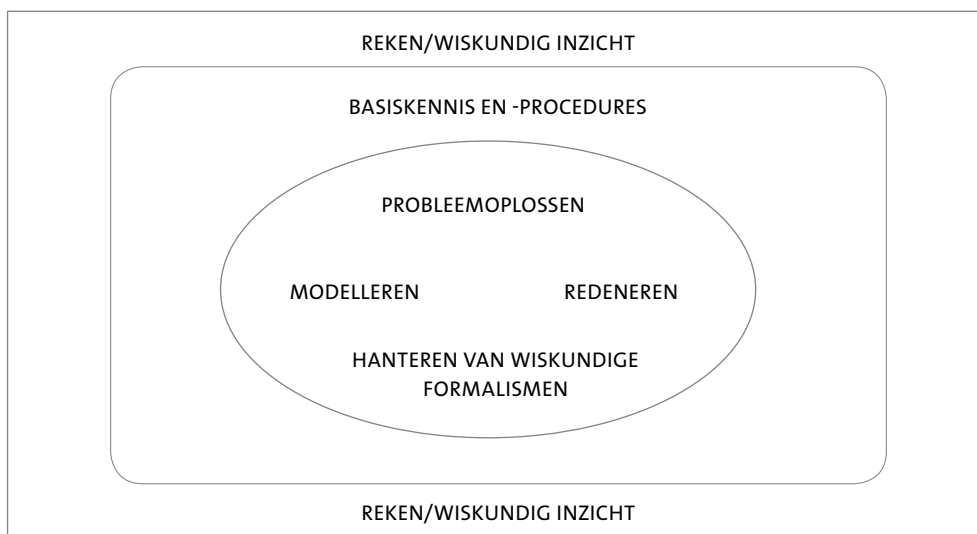 REKEN/WISKUNDIG INZICHT
BASISKENNIS EN -PROCEDURES
PROBLEEMOPLOSSEN
MODELLEREN
REDENEREN
HANTEREN VAN WISKUNDIGE
FORMALISMEN
REKEN/WISKUNDIG INZICHT